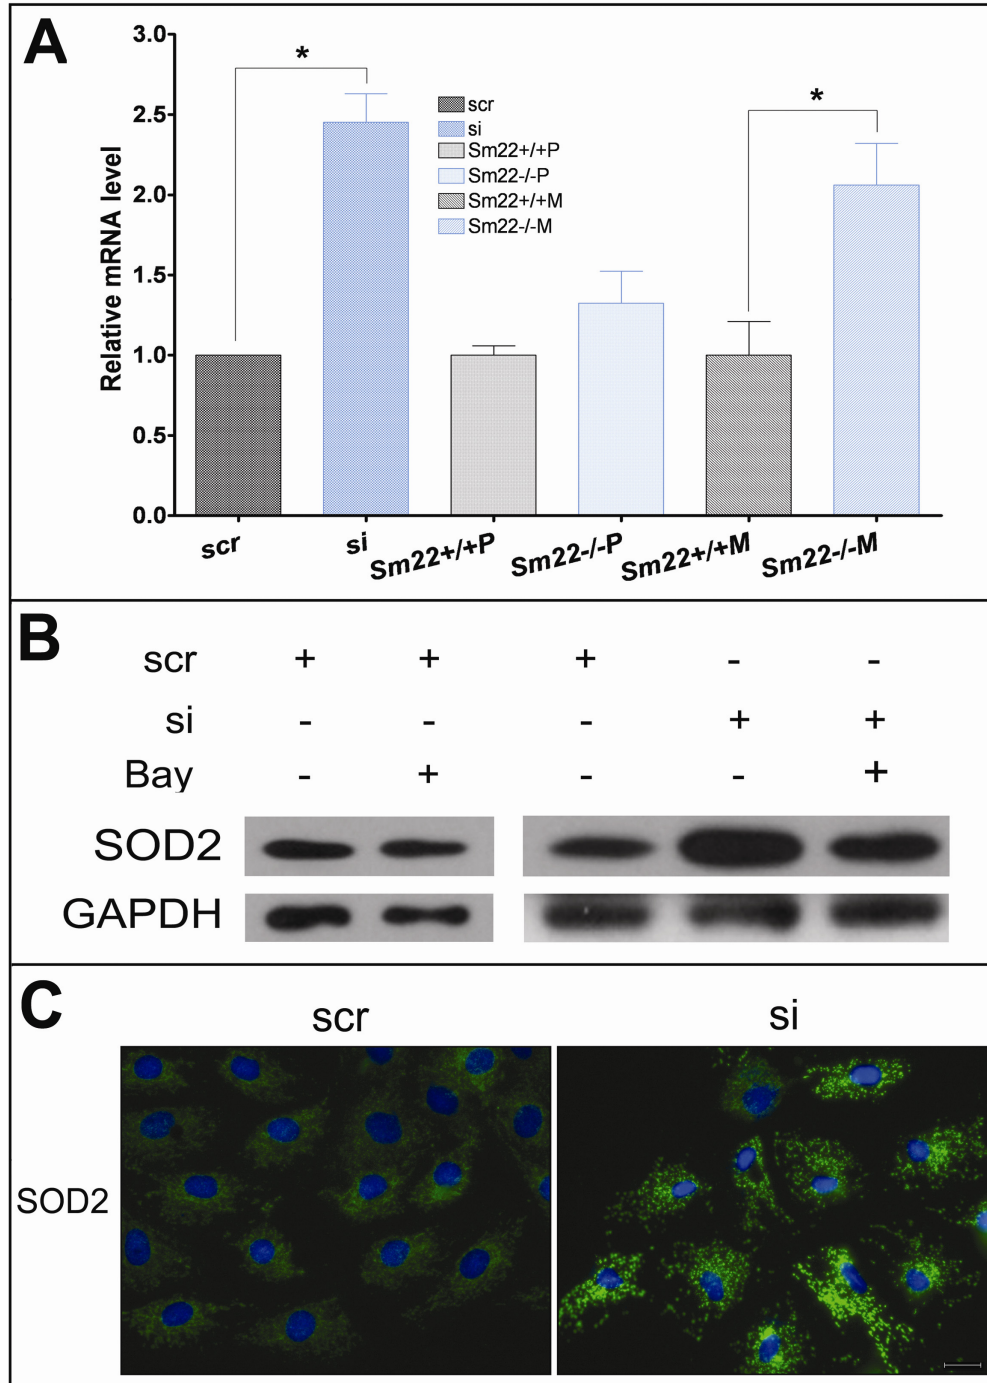 A
3.0
*
2.5
*
scr
si
Sm22+/+P
Sm22-/-P
Sm22+/+M
Sm22-/-M
2.0
1.5
1.0
0.5
0.0
Relative mRNA level
scr si Sm22+/+P Sm22-/-P Sm22+/+M Sm22-/-M
B
scr + + + - -
si - - - + +
Bay - + - - +
SOD2
GAPDH
C
scr si
SOD2